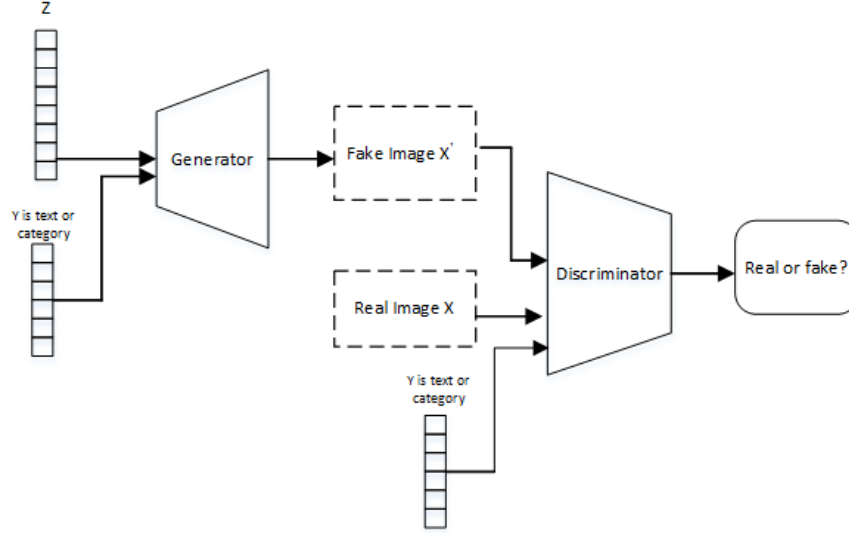 Z
Generator
Fake Image X'
Y is text or
category
Discriminator
Real or fake?
Real Image X
Y is text or
category